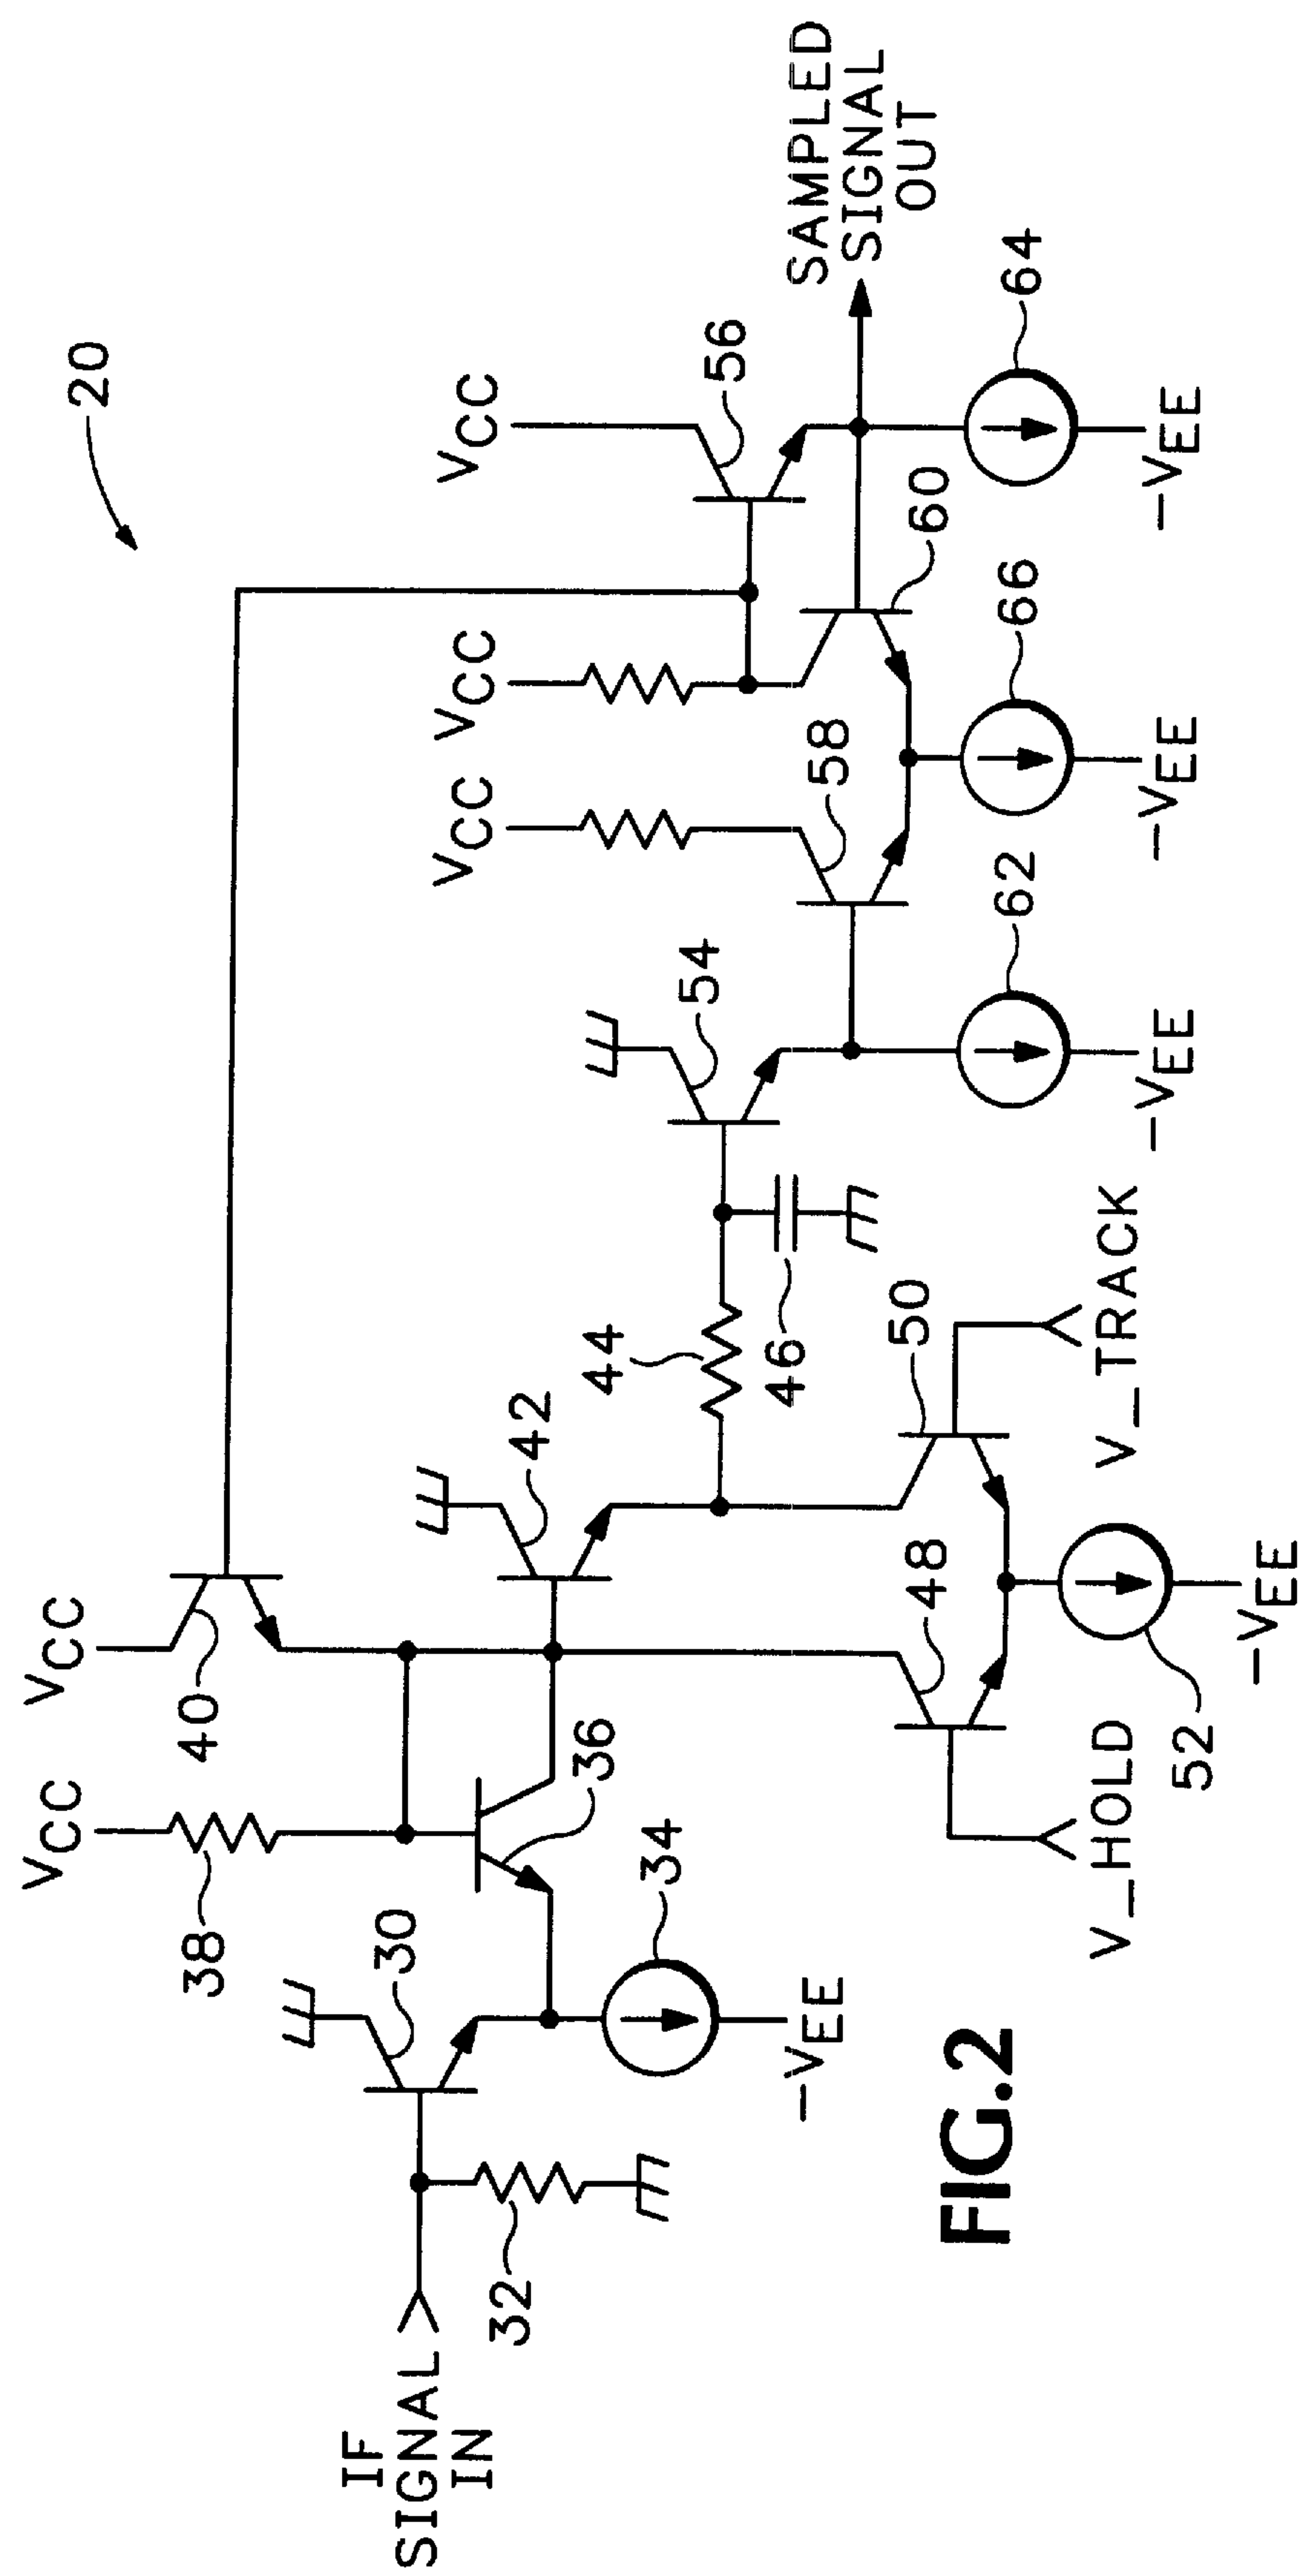 20
VCC
VCC
VCC
VCC
VCC
40
38
30
36
42
44
46
54
58
56
60
IF
SIGNAL
IN
32
34
-VEE
48
50
52
-VEE
V_HOLD
V_TRACK
62
-VEE
66
-VEE
64
-VEE
SAMPLED
SIGNAL
OUT
FIG.2